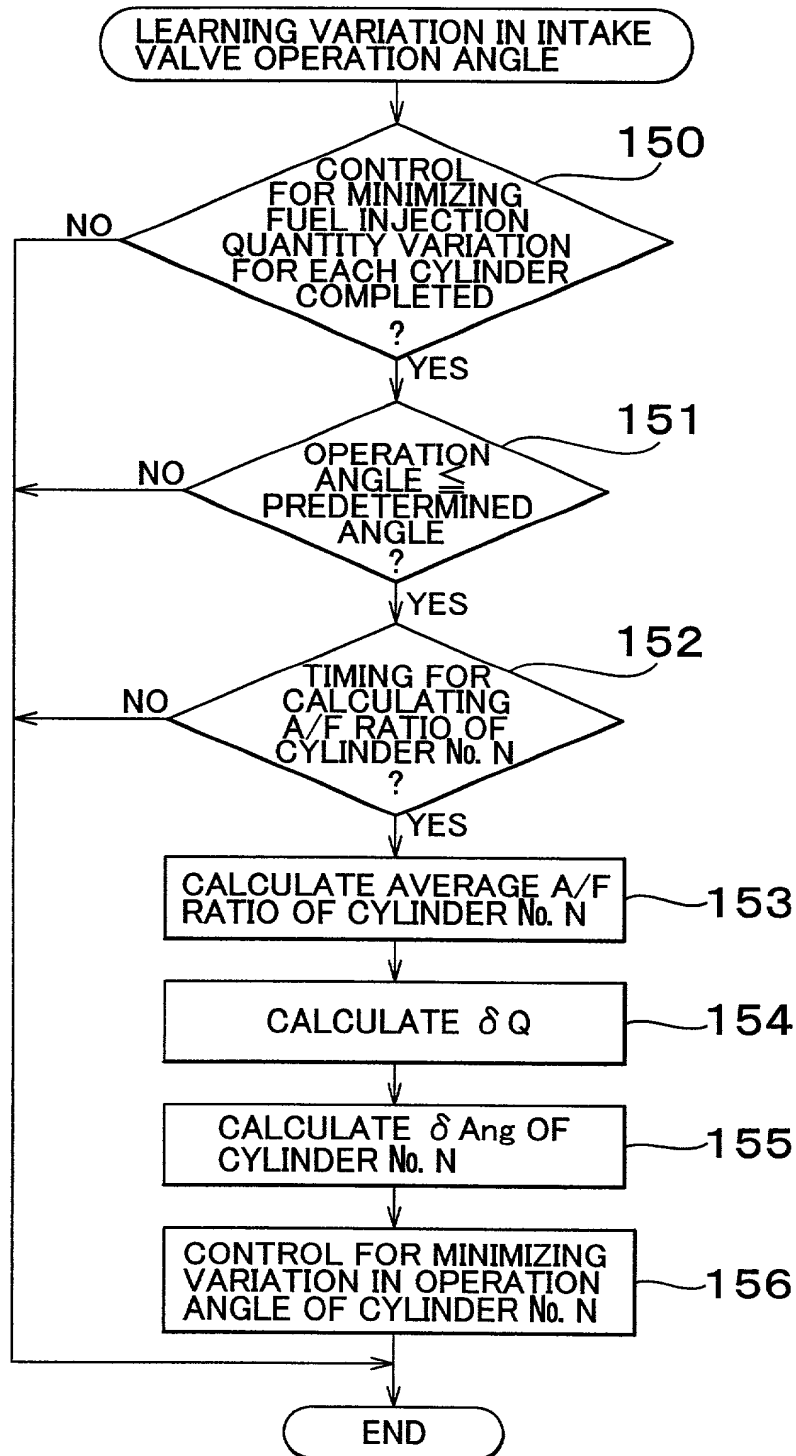 LEARNING VARIATION IN INTAKE
VALVE OPERATION ANGLE
150
CONTROL
FOR MINIMIZING
FUEL INJECTION
QUANTITY VARIATION
FOR EACH CYLINDER
COMPLETED
?
NO
YES
151
OPERATION
ANGLE ≦
PREDETERMINED
ANGLE
?
NO
YES
152
TIMING FOR
CALCULATING
A/F RATIO OF
CYLINDER No. N
?
NO
YES
CALCULATE AVERAGE A/F
RATIO OF CYLINDER No. N
153
CALCULATE δ Q
154
CALCULATE δ Ang OF
CYLINDER No. N
155
CONTROL FOR MINIMIZING
VARIATION IN OPERATION
ANGLE OF CYLINDER No. N
156
END